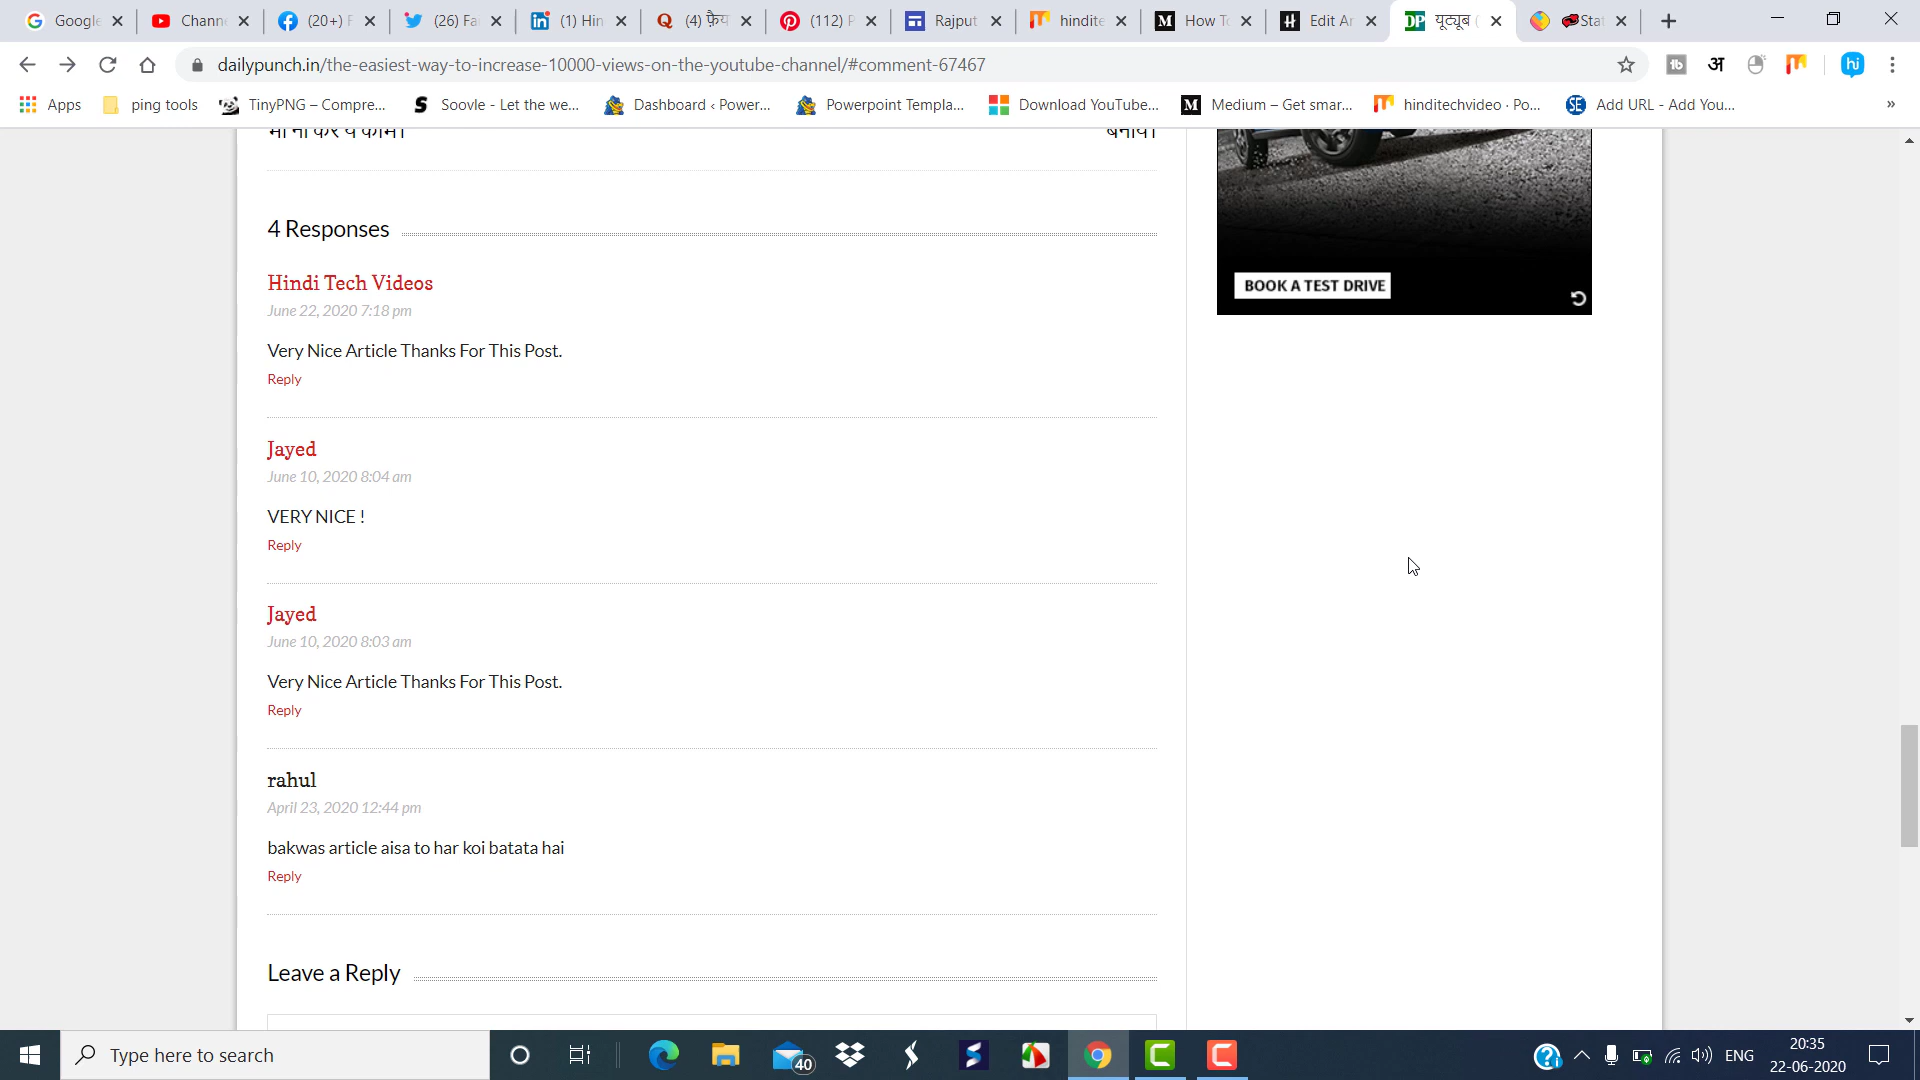 Google
Chann
(20+) F
(26) Fa
(1) Hin
(4) फ़ैय
(112) P
Rajput
hindite
How To
Edit Ar
DP यूट्यूब (
Stat
dailypunch.in/the-easiest-way-to-increase-10000-views-on-the-youtube-channel/#comment-67467
Apps
ping tools
TinyPNG – Compre...
Soovle - Let the we...
Dashboard ‹ Power...
Powerpoint Templa...
Download YouTube...
Medium – Get smar...
hinditechvideo · Po...
Add URL - Add You...
»
4 Responses
Hindi Tech Videos
June 22, 2020 7:18 pm
Very Nice Article Thanks For This Post.
Reply
Jayed
June 10, 2020 8:04 am
VERY NICE !
Reply
Jayed
June 10, 2020 8:03 am
Very Nice Article Thanks For This Post.
Reply
rahul
April 23, 2020 12:44 pm
bakwas article aisa to har koi batata hai
Reply
Leave a Reply
BOOK A TEST DRIVE
Type here to search
40
ENG
20:35
22-06-2020